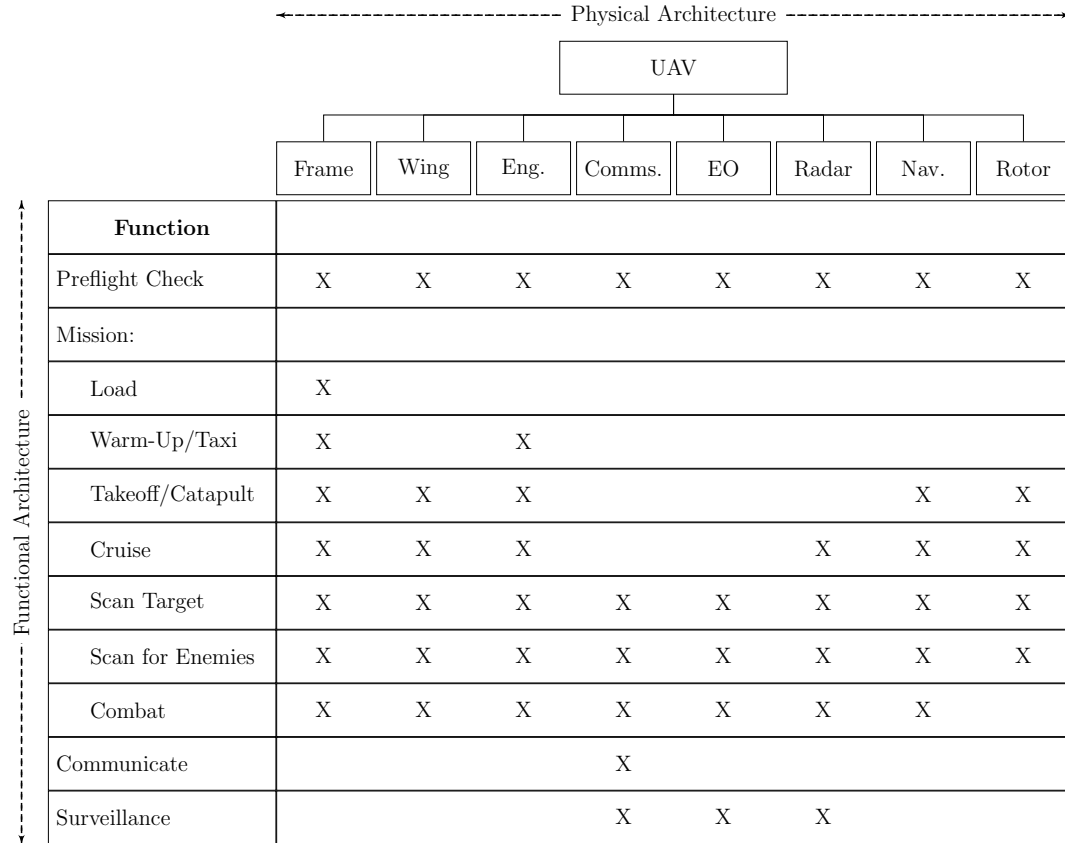 Physical Architecture
UAV
Frame Wing Eng. Comms. EO Radar Nav. Rotor
Functional Architecture
Function
Preflight Check X X X X X X X X
Mission:
Load X
Warm-Up/Taxi X X
Takeoff/Catapult X X X X X
Cruise X X X X X X
Scan Target X X X X X X X X
Scan for Enemies X X X X X X X X
Combat X X X X X X X
Communicate X
Surveillance X X X